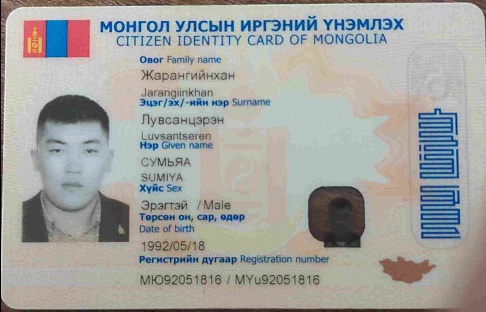 МОНГОЛ УЛСЫН ИРГЭНИЙ ҮНЭМЛЭХ
CITIZEN IDENTITY CARD OF MONGOLIA
Овог Family name
Жарангийнхан
Jarangiinkhan
Эцэг/эх/-ийн нэр Surname
Лувсанцэрэн
Luvsantseren
Нэр Given name
СУМЬЯА
SUMIYA
Хүйс Sex
Эрэгтэй / Male
Төрсөн он, сар, өдөр
Date of birth
1992/05/18
Регистрийн дугаар Registration number
МЮ92051816 / MYu92051816